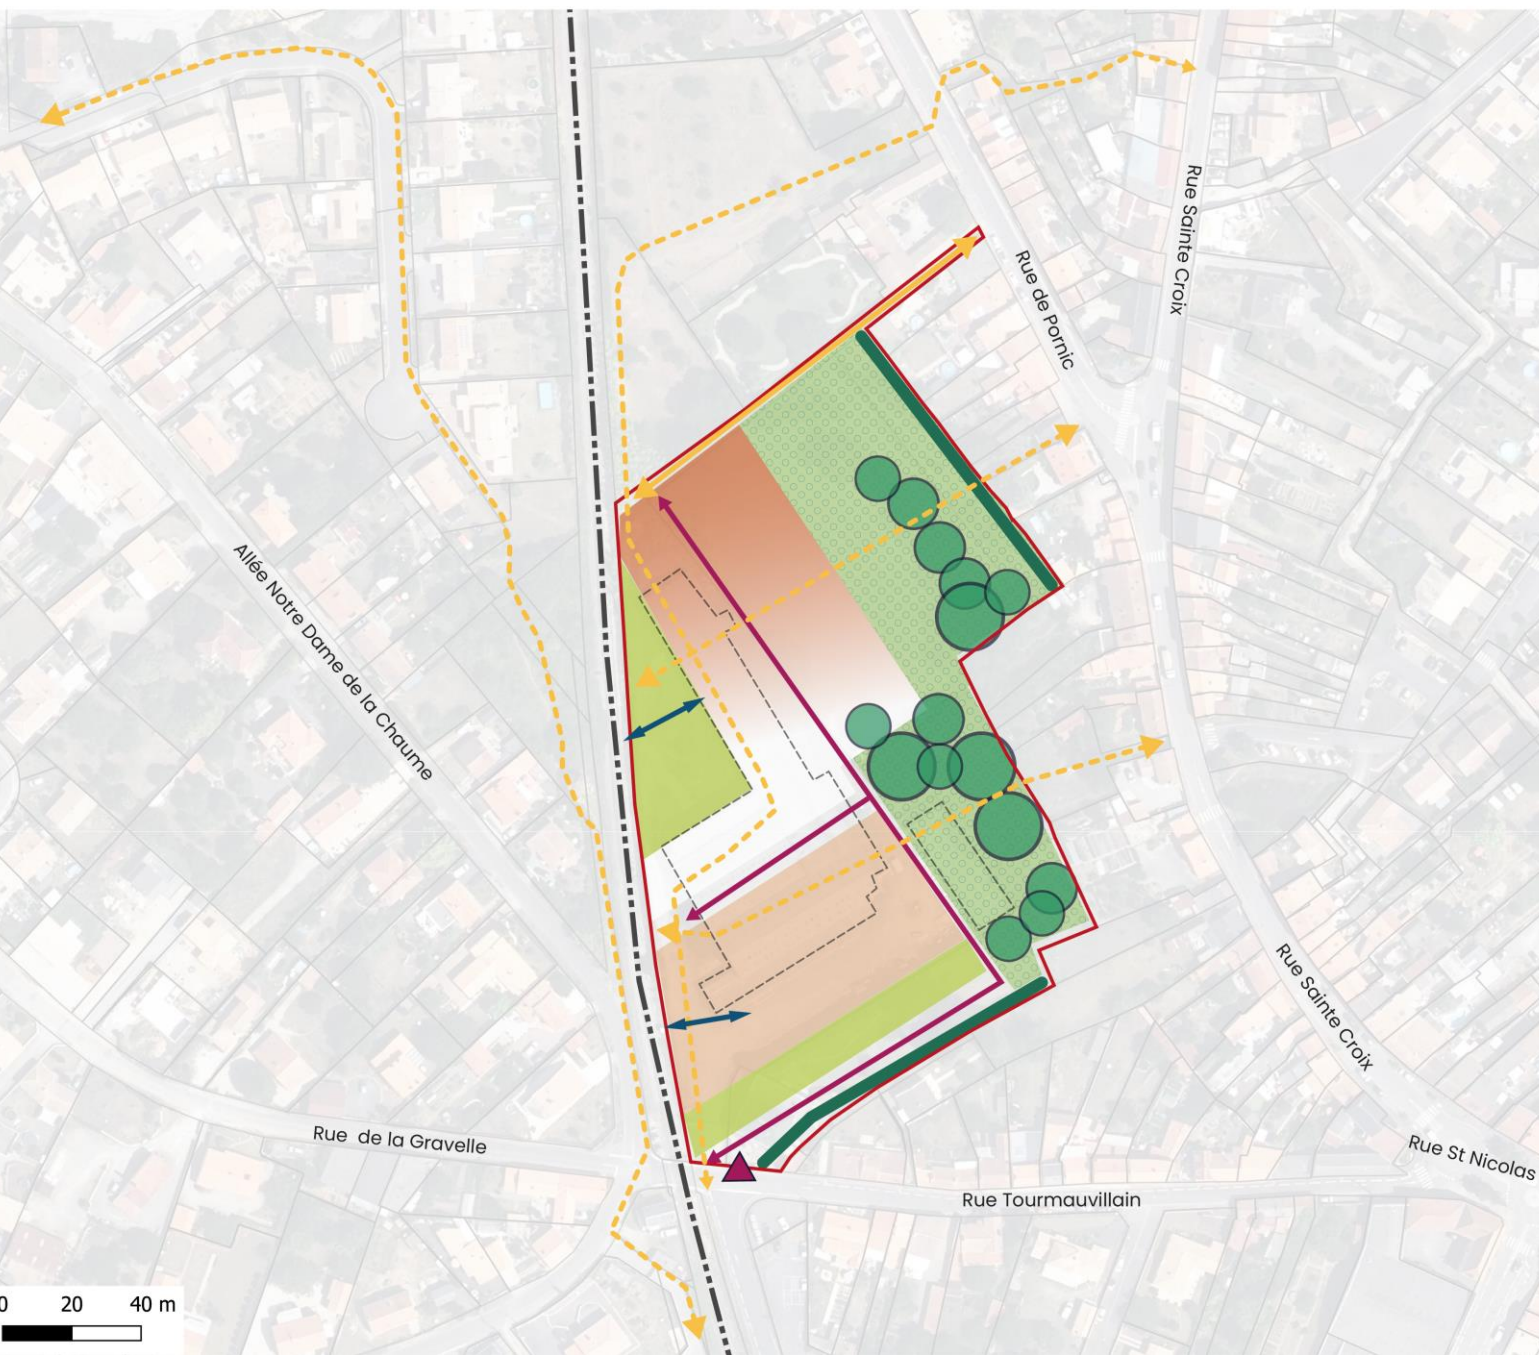 Rue Sainte Croix
Rue de Pornic
Allée Notre Dame de la Chaume
Rue Sainte Croix
Rue de la Gravelle
Rue St Nicolas
Rue Tourmauvillain
0 20 40 m